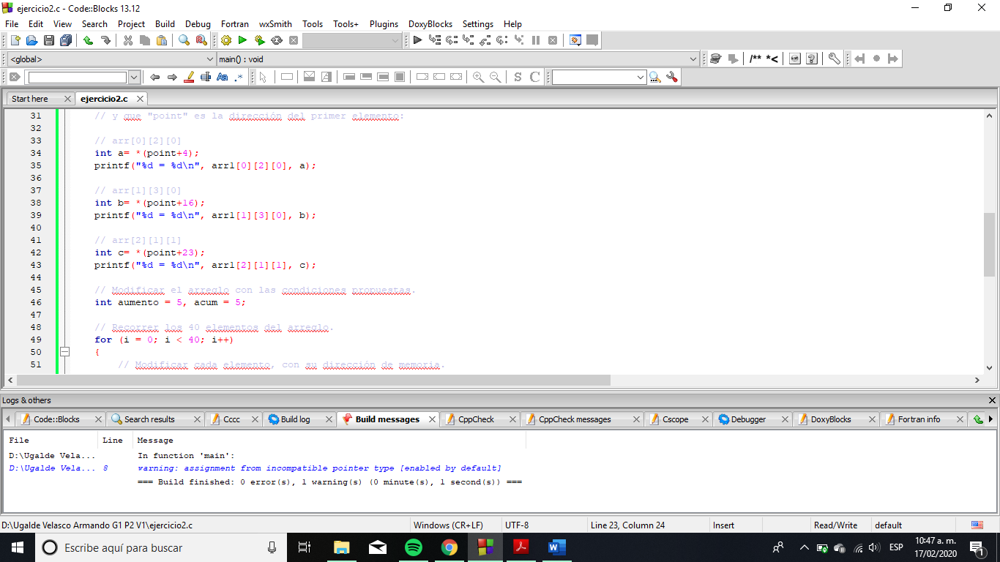 ejercicio2.c - Code::Blocks 13.12
File Edit View Search Project Build Debug Fortran wxSmith Tools Tools+ Plugins DoxyBlocks Settings Help
<global> main() : void
/** *<
Aa .* S C
Start here ejercicio2.c
31 // y que "point" es la dirección del primer elemento:
32
33 // arr[0][2][0]
34 int a= *(point+4);
35 printf("%d = %d\n", arr1[0][2][0], a);
36
37 // arr[1][3][0]
38 int b= *(point+16);
39 printf("%d = %d\n", arr1[1][3][0], b);
40
41 // arr[2][1][1]
42 int c= *(point+23);
43 printf("%d = %d\n", arr1[2][1][1], c);
44
45 // Modificar el arreglo con las condiciones propuestas.
46 int aumento = 5, acum = 5;
47
48 // Recorrer los 40 elementos del arreglo.
49 for (i = 0; i < 40; i++)
50 {
51 // Modificar cada elemento, con su dirección de memoria.
Logs & others
Code::Blocks Search results Cccc Build log Build messages CppCheck CppCheck messages Cscope Debugger DoxyBlocks Fortran info
File Line Message
D:\Ugalde Vela... In function 'main':
D:\Ugalde Vela... 8 warning: assignment from incompatible pointer type [enabled by default]
=== Build finished: 0 error(s), 1 warning(s) (0 minute(s), 1 second(s)) ===
D:\Ugalde Velasco Armando G1 P2 V1\ejercicio2.c Windows (CR+LF) UTF-8 Line 23, Column 24 Insert Read/Write default
Escribe aquí para buscar
ESP
10:47 a. m.
17/02/2020
1